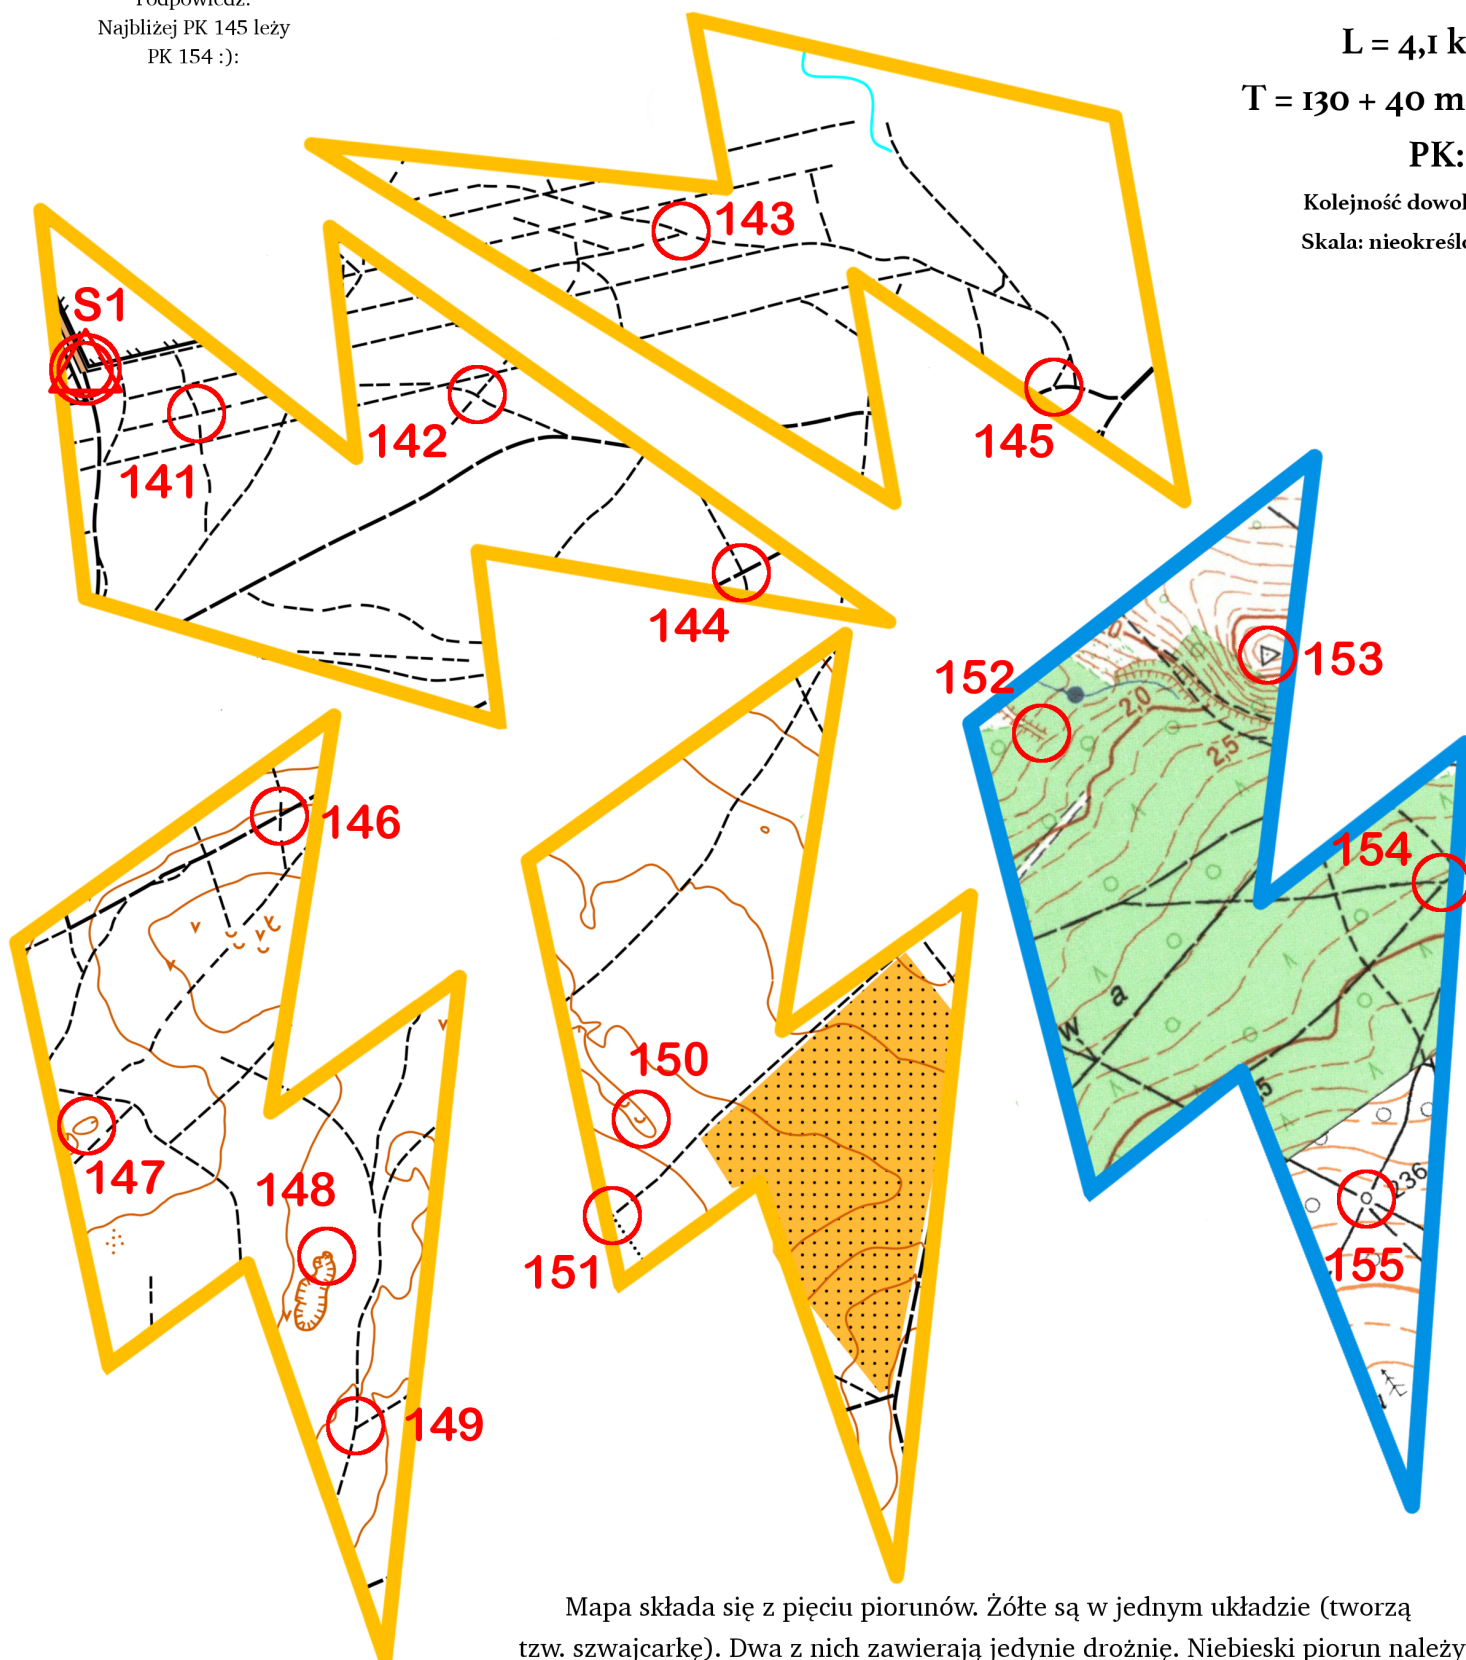 Najbliżej PK 145 leży
PK 154 :):
L = 4,1 k
T = 130 + 40 m
PK:
Kolejność dowol
Skala: nieokreślo
143
S1
141
142
145
144
152
153
2,0
2,5
154
146
150
w a
147
148
5
236
151
155
149
Mapa składa się z pięciu piorunów. Żółte są w jednym układzie (tworzą
tzw. szwajcarkę). Dwa z nich zawierają jedynie drożnię. Niebieski piorun należy